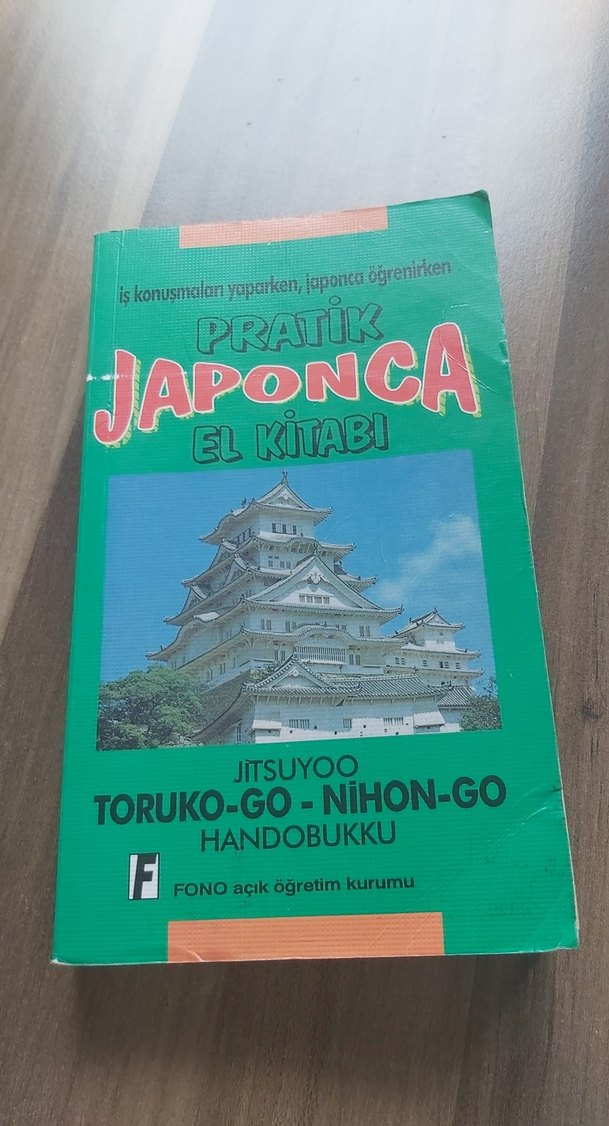 iş konuşmaları yaparken, japonca öğrenirken
PRATİK
JAPONCA
EL KİTABI
JİTSUYOO
TORUKO-GO - NİHON-GO
HANDOBUKKU
F
FONO açık öğretim kurumu